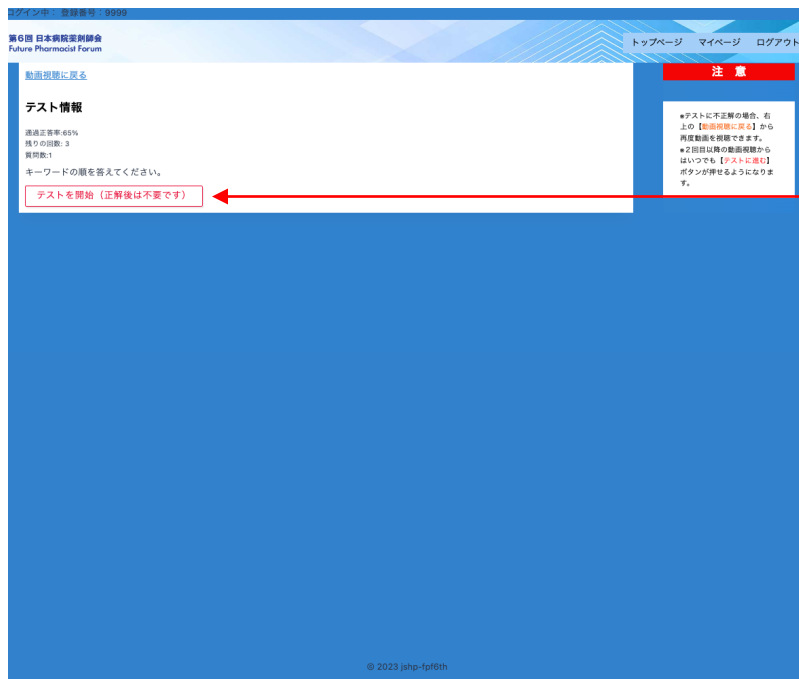 ログイン中： 登録番号：9999
第6回 日本病院薬剤師会
Future Pharmacist Forum
トップページ マイページ ログアウト
動画視聴に戻る
テスト情報
通過正答率:65%
残りの回数: 3
質問数:1
キーワードの順を答えてください。
テストを開始（正解後は不要です）
注 意
※テストに不正解の場合、右
上の【動画視聴に戻る】から
再度動画を視聴できます。
※２回目以降の動画視聴から
はいつでも【テストに進む】
ボタンが押せるようになりま
す。
© 2023 jshp-fpf6th